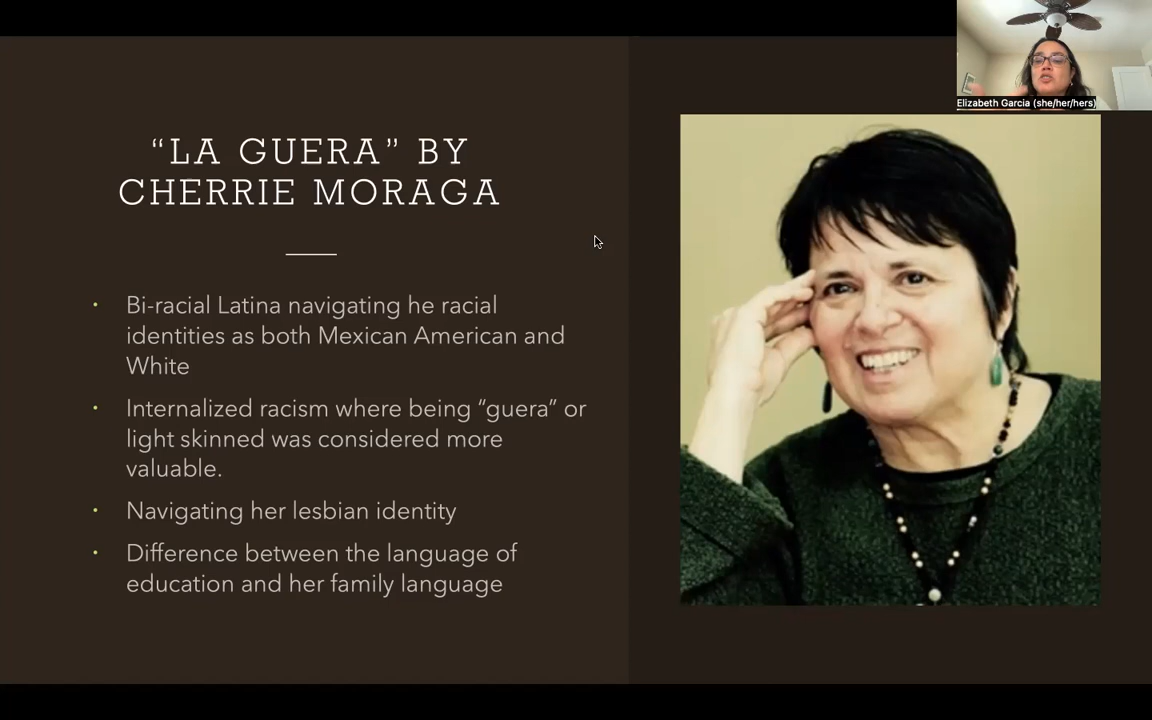 "LA GUERA" BY
CHERRIE MORAGA
• Bi-racial Latina navigating he racial
identities as both Mexican American and
White
• Internalized racism where being "guera" or
light skinned was considered more
valuable.
• Navigating her lesbian identity
• Difference between the language of
education and her family language
Elizabeth Garcia (she/her/hers)